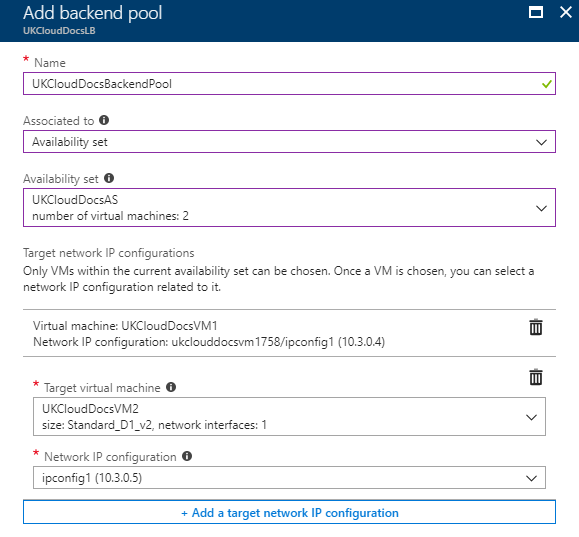 Add backend pool
UKCloudDocsLB
* Name
UKCloudDocsBackendPool
Associated to
Availability set
Availability set
UKCloudDocsAS
number of virtual machines: 2
Target network IP configurations
Only VMs within the current availability set can be chosen. Once a VM is chosen, you can select a
network IP configuration related to it.
Virtual machine: UKCloudDocsVM1
Network IP configuration: ukclouddocsvm1758/ipconfig1 (10.3.0.4)
* Target virtual machine
UKCloudDocsVM2
size: Standard_D1_v2, network interfaces: 1
* Network IP configuration
ipconfig1 (10.3.0.5)
+ Add a target network IP configuration